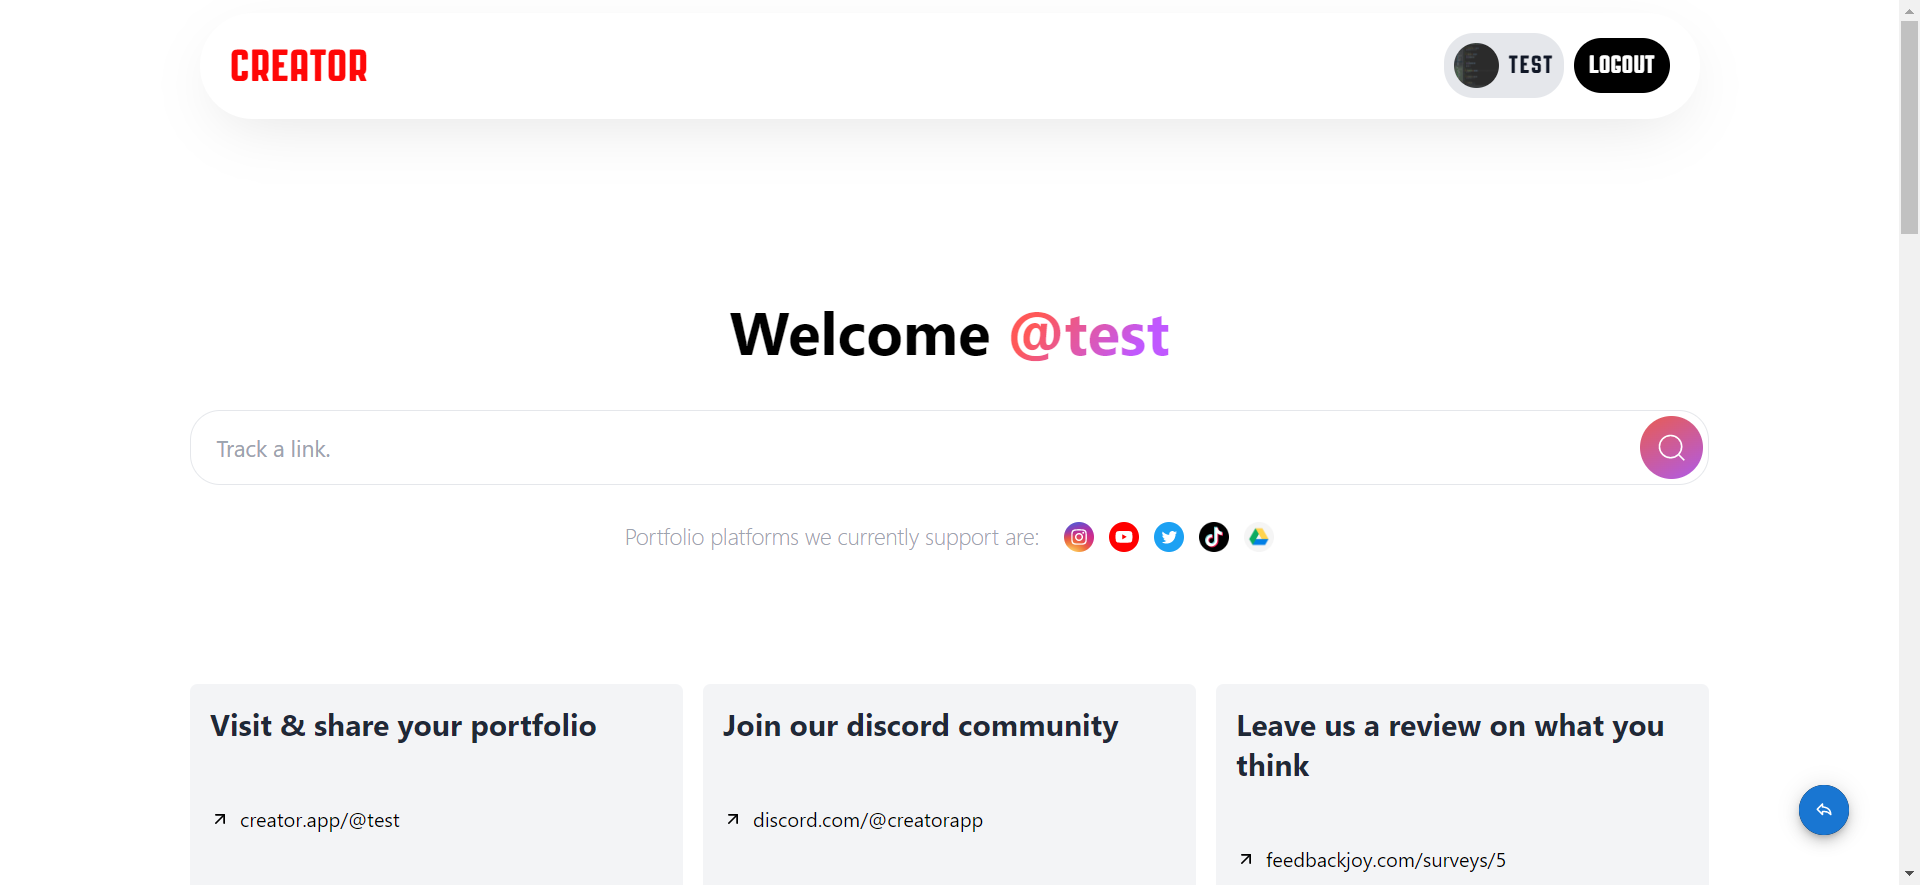 CREATOR
TEST
LOGOUT
Welcome @test
Track a link.
Portfolio platforms we currently support are:
Visit & share your portfolio
creator.app/@test
Join our discord community
discord.com/@creatorapp
Leave us a review on what you
think
feedbackjoy.com/surveys/5